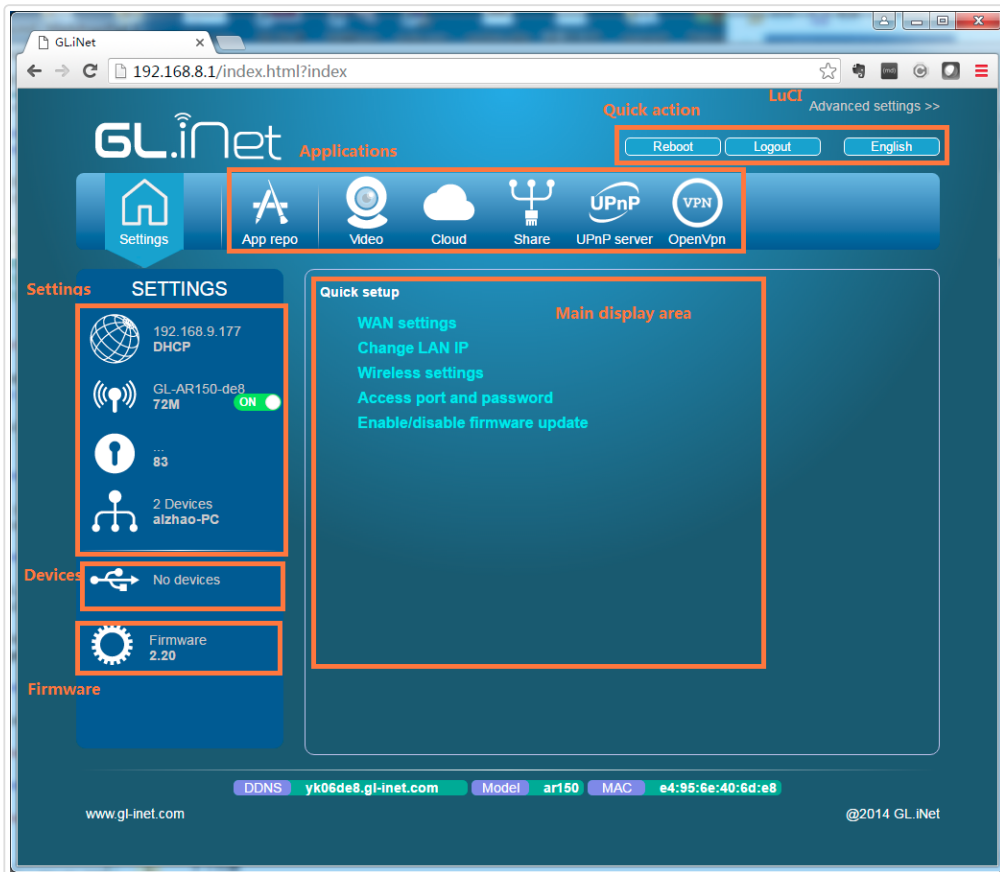 GLiNet
192.168.8.1/index.html?index
LuCI
Quick action
Advanced settings >>
GL.iNet
Reboot Logout English
Applications
Settings App repo Video Cloud Share UPnP UPnP server VPN OpenVpn
Settings
SETTINGS
192.168.9.177
DHCP
GL-AR150-de8
72M ON
...
83
2 Devices
alzhao-PC
Devices
No devices
Firmware
2.20
Firmware
Quick setup
Main display area
WAN settings
Change LAN IP
Wireless settings
Access port and password
Enable/disable firmware update
DDNS yk06de8.gl-inet.com Model ar150 MAC e4:95:6e:40:6d:e8
www.gl-inet.com
@2014 GL.iNet